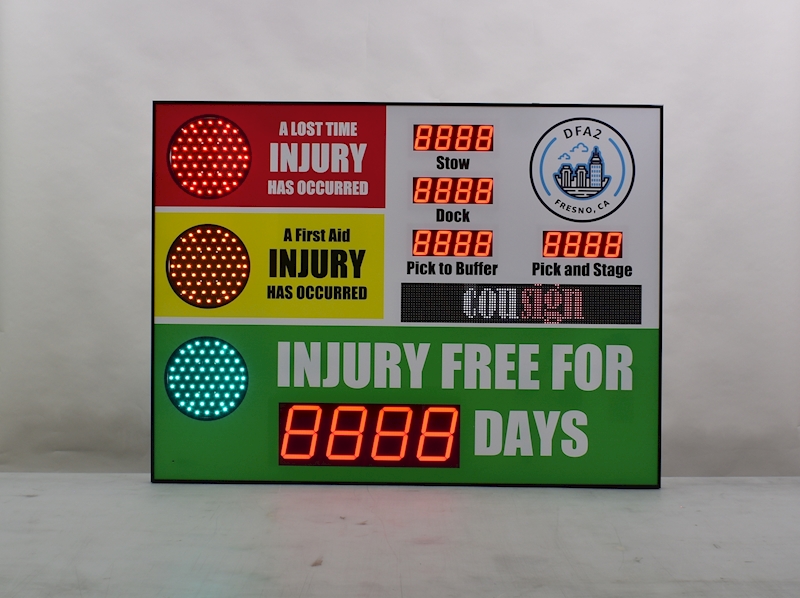 A LOST TIME
INJURY
HAS OCCURRED
A First Aid
INJURY
HAS OCCURRED
8888
Stow
8888
Dock
8888
Pick to Buffer
DFA2
FRESNO, CA
8888
Pick and Stage
cousign
INJURY FREE FOR
8888 DAYS